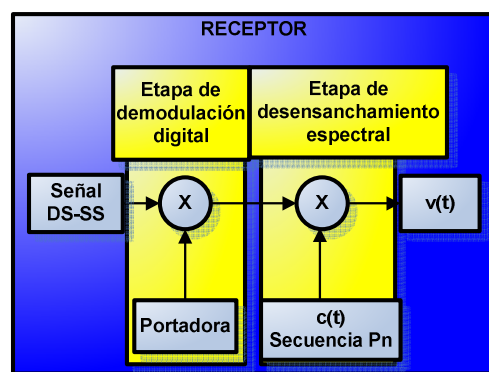 RECEPTOR
Etapa de
demodulación
digital
Etapa de
desensanchamiento
espectral
Señal
DS-SS
X
X
v(t)
Portadora
c(t)
Secuencia Pn